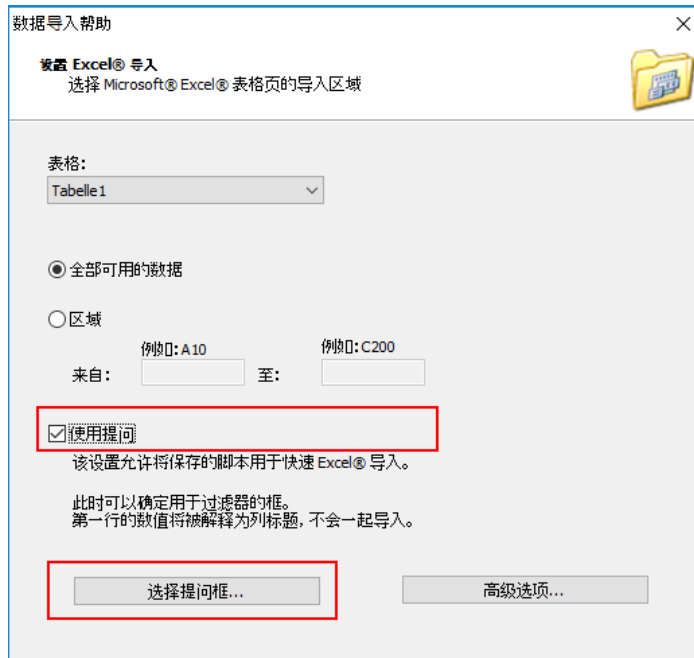 数据导入帮助
设置 Excel® 导入
选择 Microsoft® Excel® 表格页的导入区域
表格:
Tabelle1
全部可用的数据
区域
例如:A10 例如:C200
来自: 至:
使用提问
该设置允许将保存的脚本用于快速 Excel® 导入。
此时可以确定用于过滤器的框。
第一行的数值将被解释为列标题, 不会一起导入。
选择提问框... 高级选项...